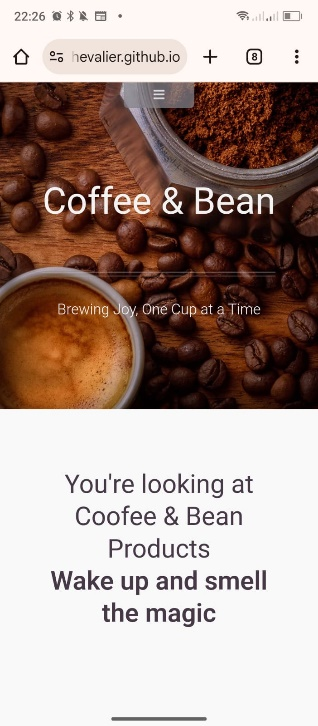 22:26
hevalier.github.io
8
Coffee & Bean
Brewing Joy, One Cup at a Time
You're looking at
Coofee & Bean
Products
Wake up and smell
the magic